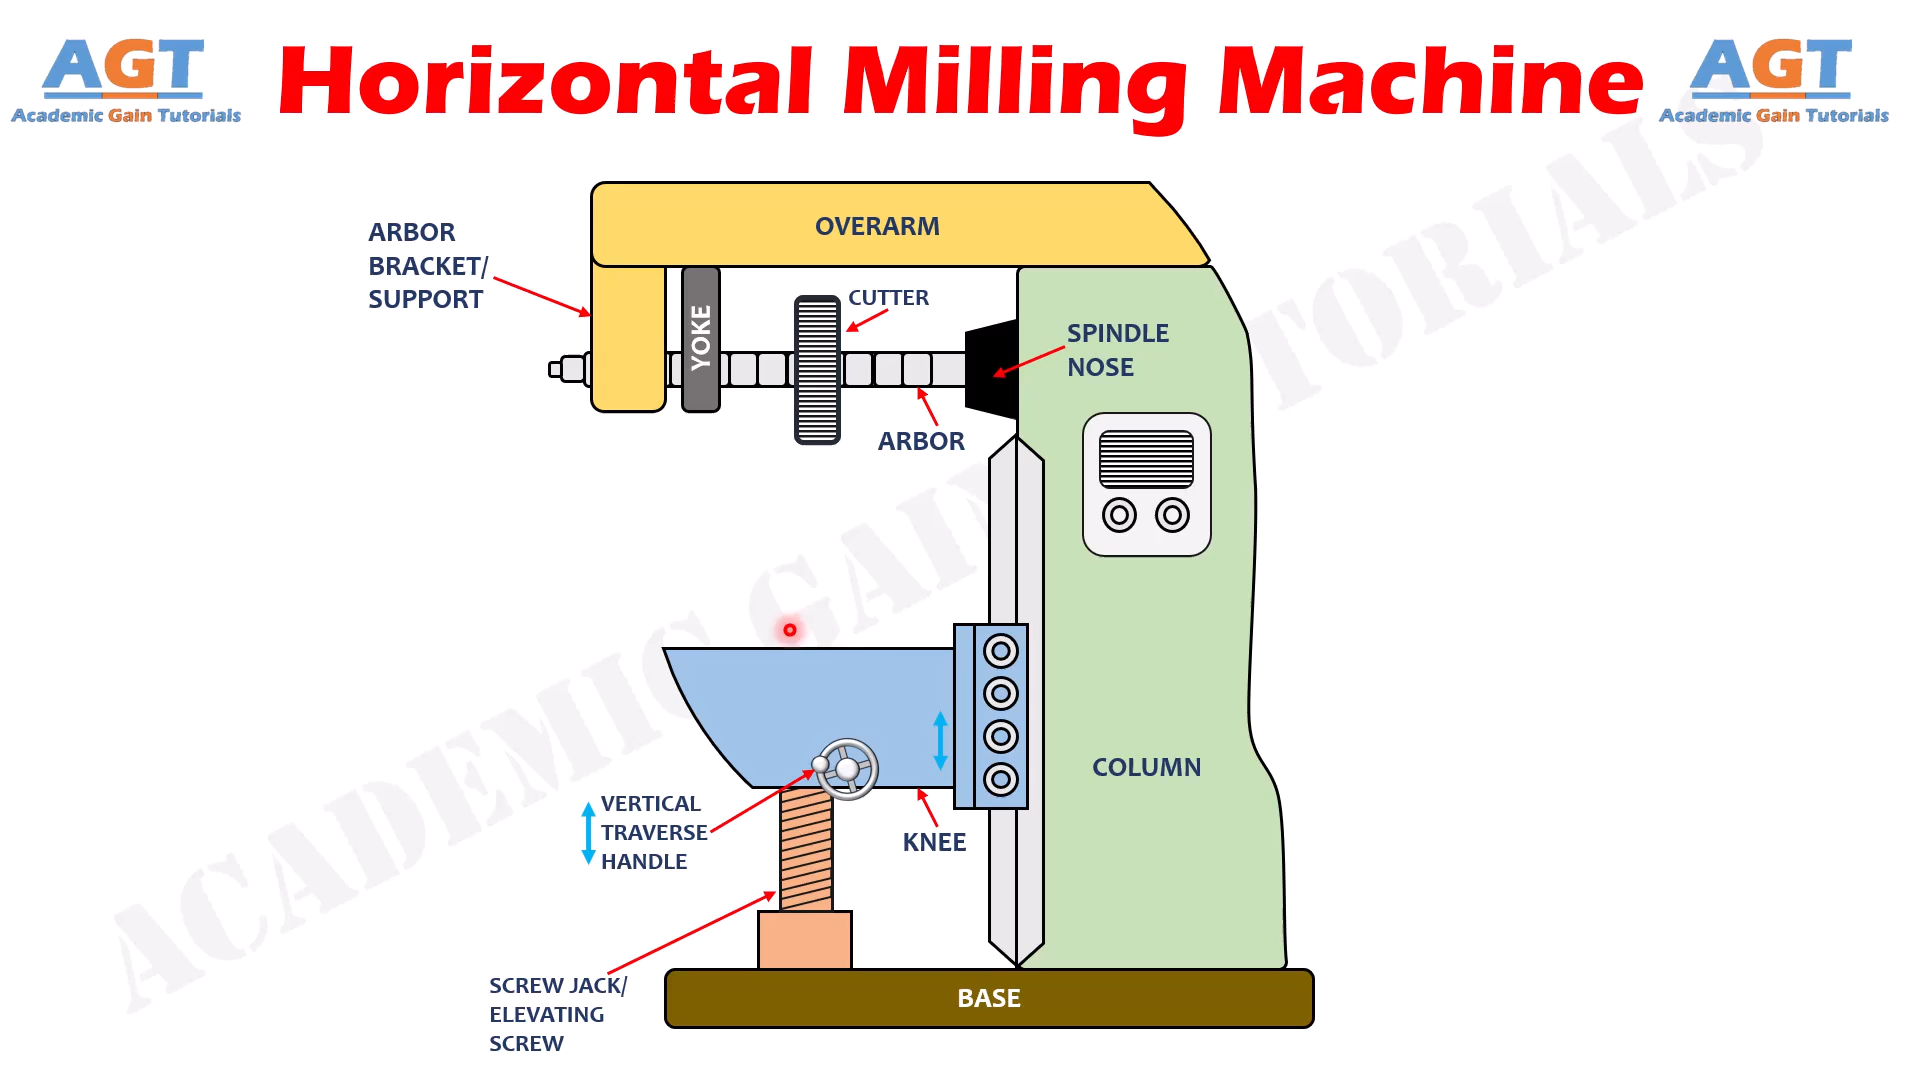 AGT
Academic Gain Tutorials
Horizontal Milling Machine
AGT
Academic Gain Tutorials
ARBOR
BRACKET/
SUPPORT
OVERARM
YOKE
CUTTER
SPINDLE
NOSE
ARBOR
COLUMN
VERTICAL
TRAVERSE
HANDLE
KNEE
SCREW JACK/
ELEVATING
SCREW
BASE
ACADEMIC GAIN TUTORIALS